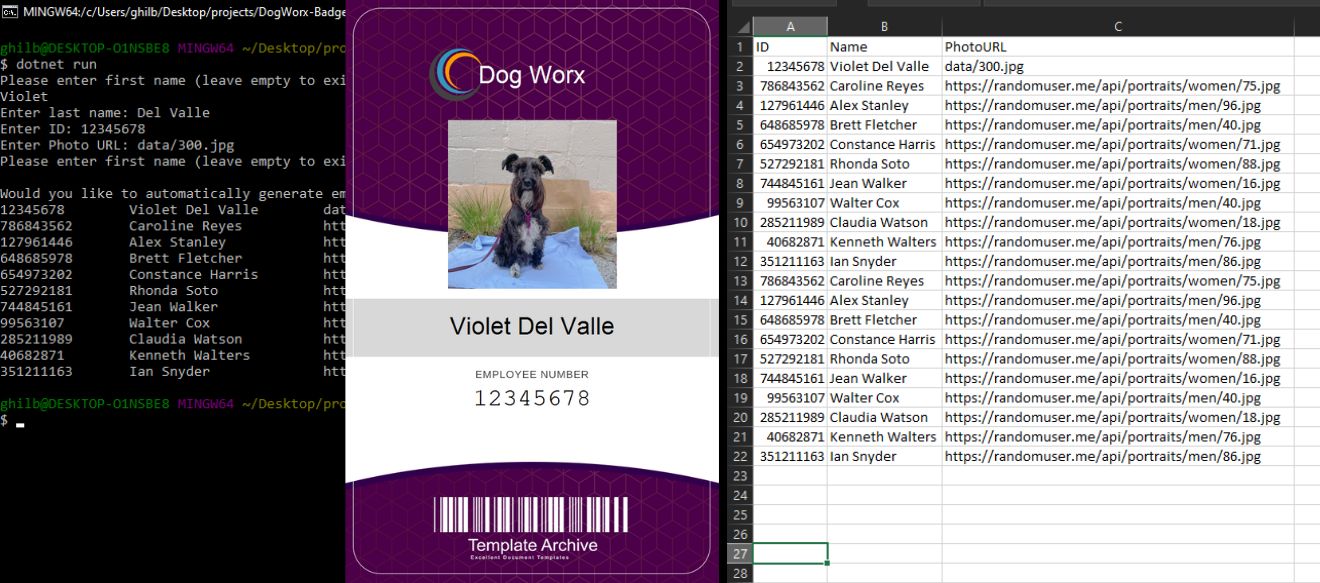 MINGW64:/c/Users/ghilb/Desktop/projects/DogWorx-Badge
ghilb@DESKTOP-O1NSBE8 MINGW64 ~/Desktop/pro
$ dotnet run
Please enter first name (leave empty to exi
Violet
Enter last name: Del Valle
Enter ID: 12345678
Enter Photo URL: data/300.jpg
Please enter first name (leave empty to exi
Would you like to automatically generate em
12345678 Violet Del Valle dat
786843562 Caroline Reyes htt
127961446 Alex Stanley htt
648685978 Brett Fletcher htt
654973202 Constance Harris htt
527292181 Rhonda Soto htt
744845161 Jean Walker htt
99563107 Walter Cox htt
285211989 Claudia Watson htt
40682871 Kenneth Walters htt
351211163 Ian Snyder htt
ghilb@DESKTOP-O1NSBE8 MINGW64 ~/Desktop/pro
$
Dog Worx
Violet Del Valle
EMPLOYEE NUMBER
12345678
Template Archive
Excellent Document Templates
A B C
1 ID Name PhotoURL
2 12345678 Violet Del Valle data/300.jpg
3 786843562 Caroline Reyes https://randomuser.me/api/portraits/women/75.jpg
4 127961446 Alex Stanley https://randomuser.me/api/portraits/men/96.jpg
5 648685978 Brett Fletcher https://randomuser.me/api/portraits/men/40.jpg
6 654973202 Constance Harris https://randomuser.me/api/portraits/women/71.jpg
7 527292181 Rhonda Soto https://randomuser.me/api/portraits/women/88.jpg
8 744845161 Jean Walker https://randomuser.me/api/portraits/women/16.jpg
9 99563107 Walter Cox https://randomuser.me/api/portraits/men/40.jpg
10 285211989 Claudia Watson https://randomuser.me/api/portraits/women/18.jpg
11 40682871 Kenneth Walters https://randomuser.me/api/portraits/men/76.jpg
12 351211163 Ian Snyder https://randomuser.me/api/portraits/men/86.jpg
13 786843562 Caroline Reyes https://randomuser.me/api/portraits/women/75.jpg
14 127961446 Alex Stanley https://randomuser.me/api/portraits/men/96.jpg
15 648685978 Brett Fletcher https://randomuser.me/api/portraits/men/40.jpg
16 654973202 Constance Harris https://randomuser.me/api/portraits/women/71.jpg
17 527292181 Rhonda Soto https://randomuser.me/api/portraits/women/88.jpg
18 744845161 Jean Walker https://randomuser.me/api/portraits/women/16.jpg
19 99563107 Walter Cox https://randomuser.me/api/portraits/men/40.jpg
20 285211989 Claudia Watson https://randomuser.me/api/portraits/women/18.jpg
21 40682871 Kenneth Walters https://randomuser.me/api/portraits/men/76.jpg
22 351211163 Ian Snyder https://randomuser.me/api/portraits/men/86.jpg
23
24
25
26
27
28